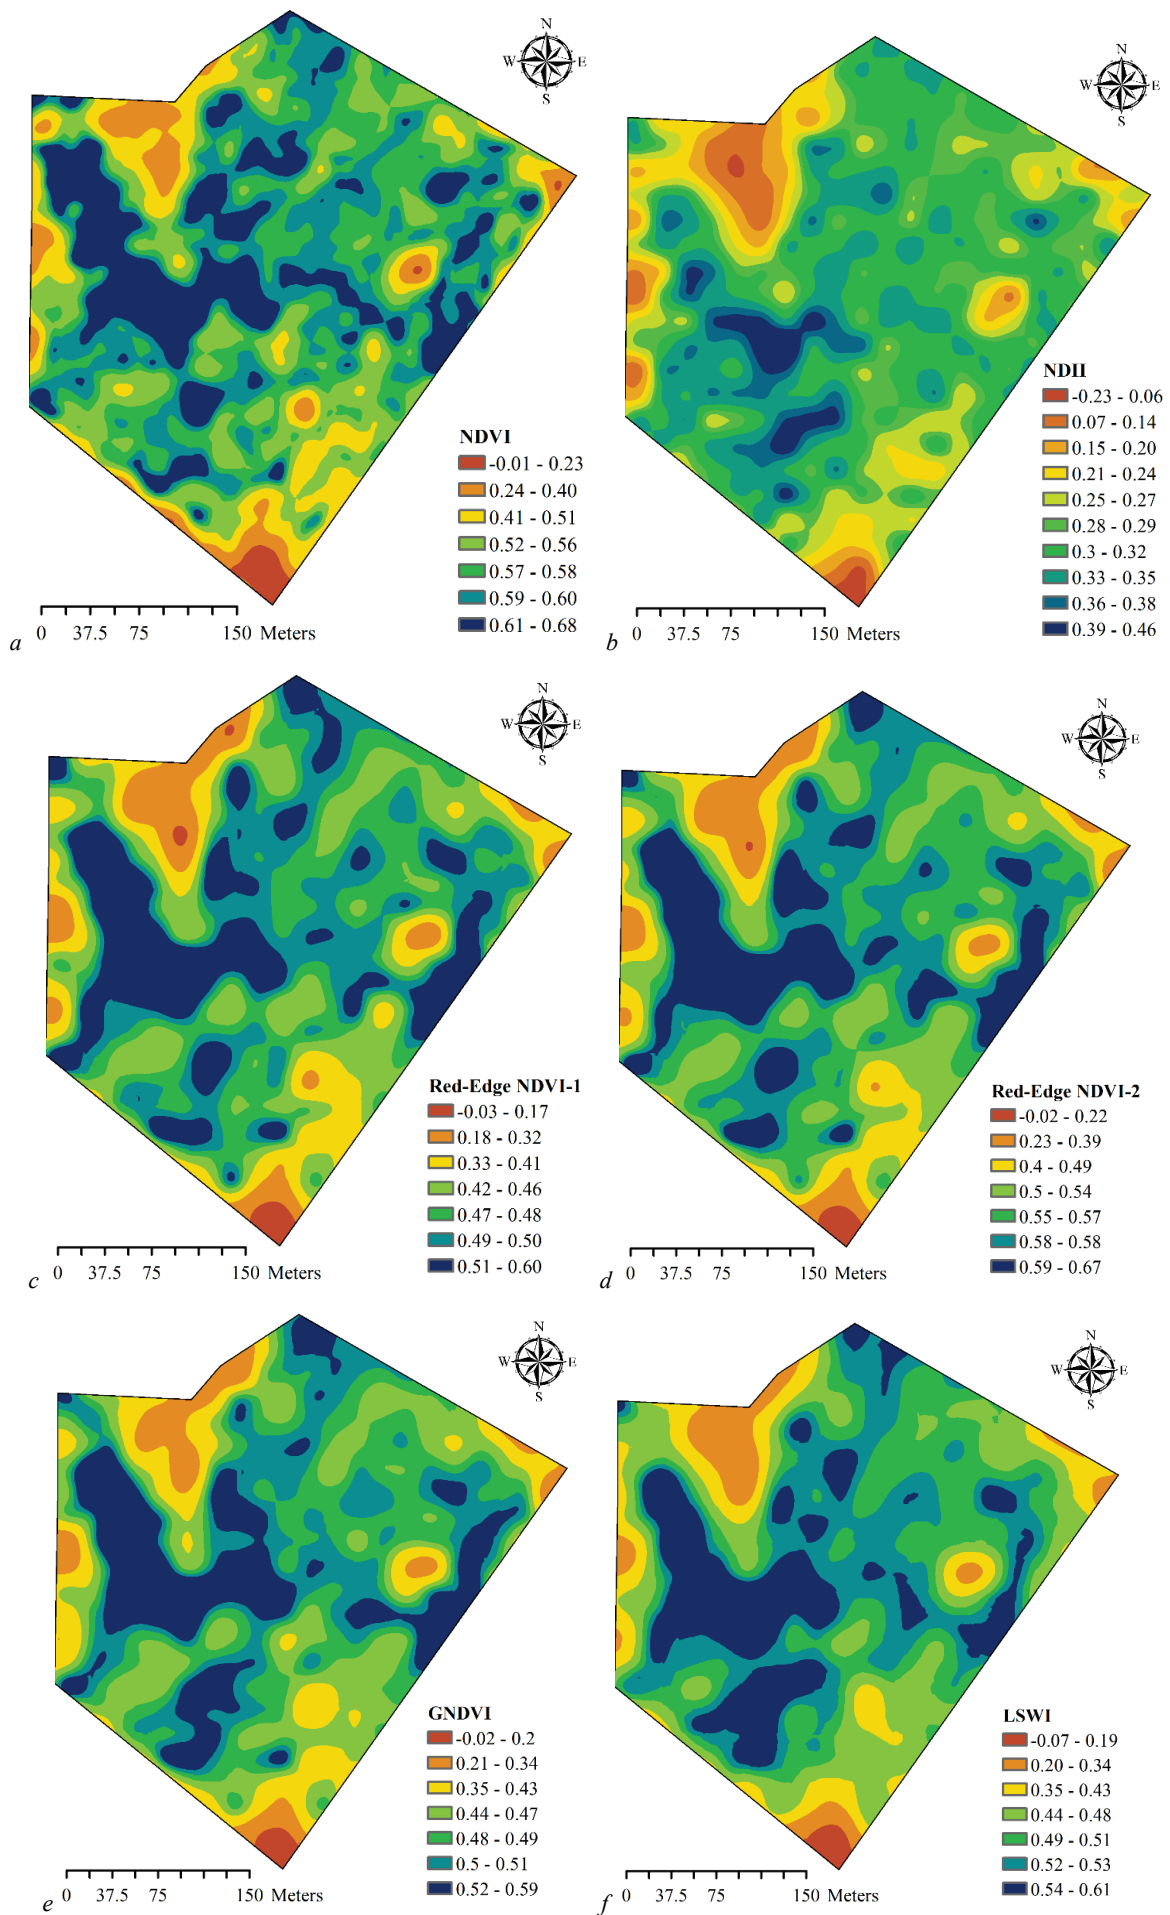 N
W E
S
NDVI
-0.01 - 0.23
0.24 - 0.40
0.41 - 0.51
0.52 - 0.56
0.57 - 0.58
0.59 - 0.60
0.61 - 0.68
0 37.5 75 150 Meters
a
N
W E
S
NDII
-0.23 - 0.06
0.07 - 0.14
0.15 - 0.20
0.21 - 0.24
0.25 - 0.27
0.28 - 0.29
0.3 - 0.32
0.33 - 0.35
0.36 - 0.38
0.39 - 0.46
0 37.5 75 150 Meters
b
N
W E
S
Red-Edge NDVI-1
-0.03 - 0.17
0.18 - 0.32
0.33 - 0.41
0.42 - 0.46
0.47 - 0.48
0.49 - 0.50
0.51 - 0.60
0 37.5 75 150 Meters
c
N
W E
S
Red-Edge NDVI-2
-0.02 - 0.22
0.23 - 0.39
0.4 - 0.49
0.5 - 0.54
0.55 - 0.57
0.58 - 0.58
0.59 - 0.67
0 37.5 75 150 Meters
d
N
W E
S
GNDVI
-0.02 - 0.2
0.21 - 0.34
0.35 - 0.43
0.44 - 0.47
0.48 - 0.49
0.5 - 0.51
0.52 - 0.59
0 37.5 75 150 Meters
e
N
W E
S
LSWI
-0.07 - 0.19
0.20 - 0.34
0.35 - 0.43
0.44 - 0.48
0.49 - 0.51
0.52 - 0.53
0.54 - 0.61
0 37.5 75 150 Meters
f